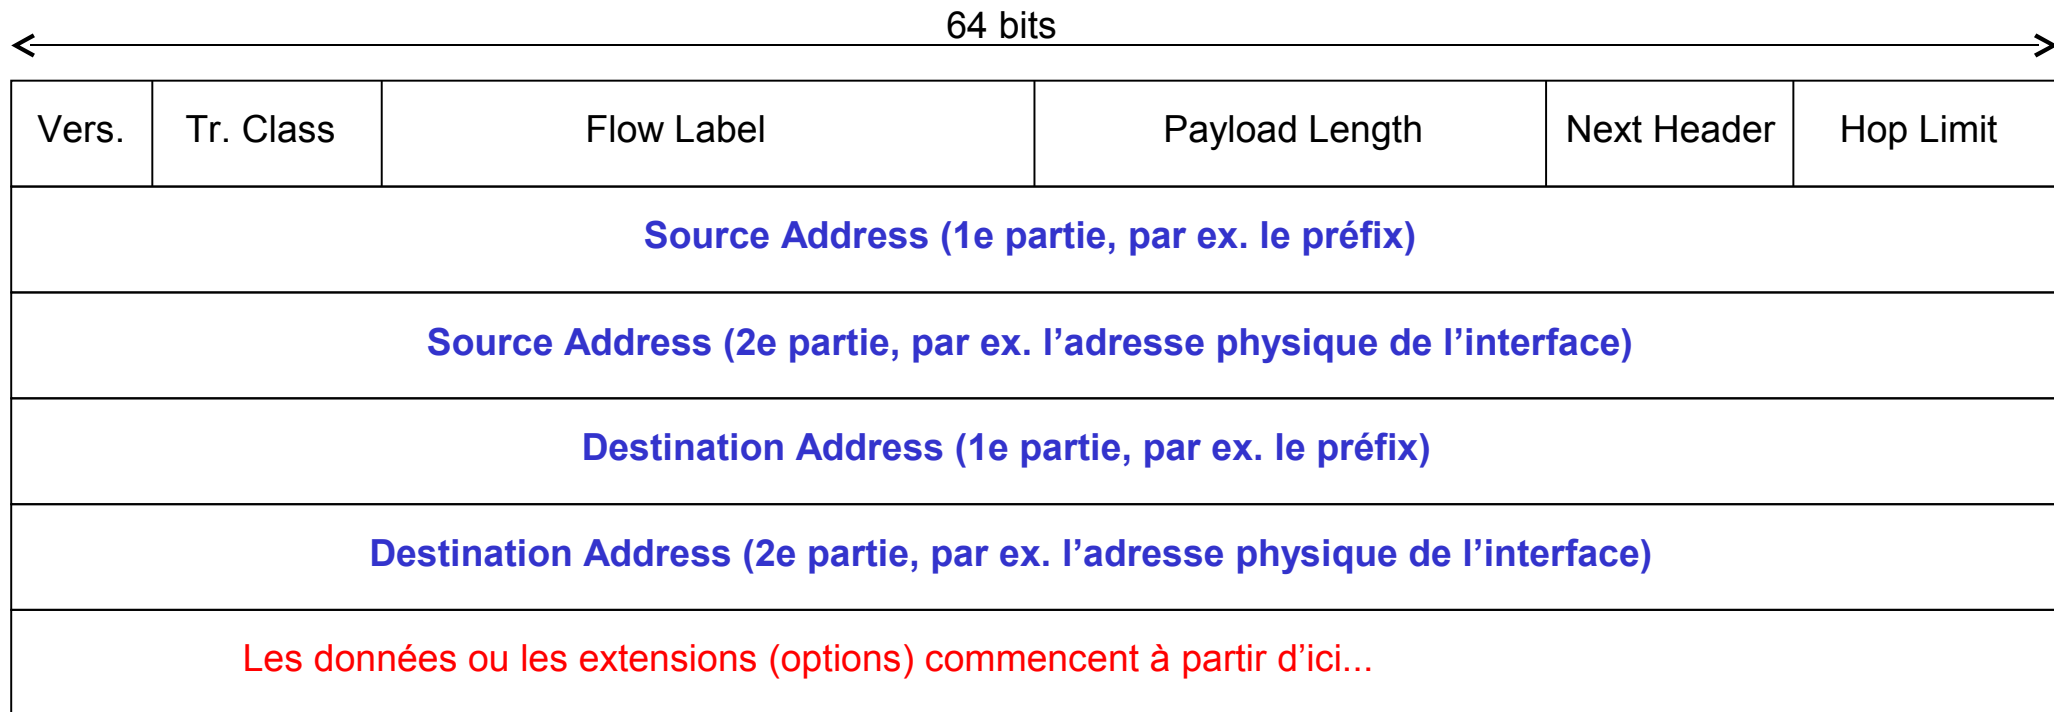 64 bits
Vers. Tr. Class Flow Label Payload Length Next Header Hop Limit
Source Address (1e partie, par ex. le préfix)
Source Address (2e partie, par ex. l’adresse physique de l’interface)
Destination Address (1e partie, par ex. le préfix)
Destination Address (2e partie, par ex. l’adresse physique de l’interface)
Les données ou les extensions (options) commencent à partir d’ici...